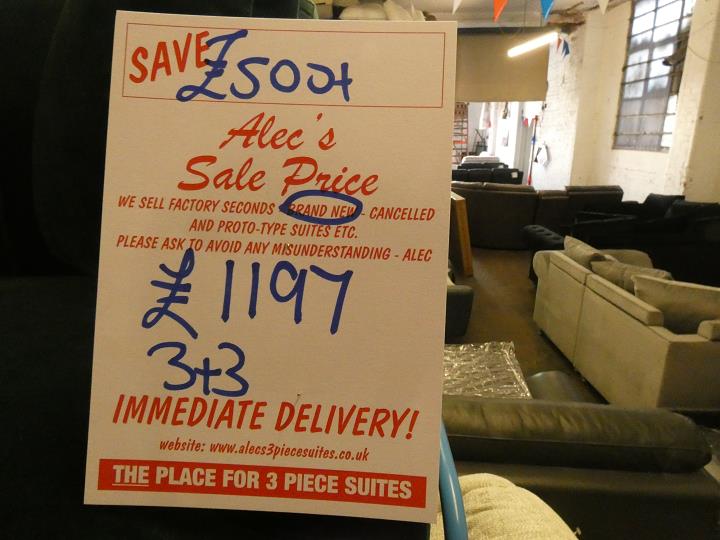 SAVE £500+
Alec's
Sale Price
WE SELL FACTORY SECONDS - BRAND NEW - CANCELLED
AND PROTO-TYPE SUITES ETC.
PLEASE ASK TO AVOID ANY MISUNDERSTANDING - ALEC
£1197
3+3
IMMEDIATE DELIVERY!
website: www.alecs3piecesuites.co.uk
THE PLACE FOR 3 PIECE SUITES